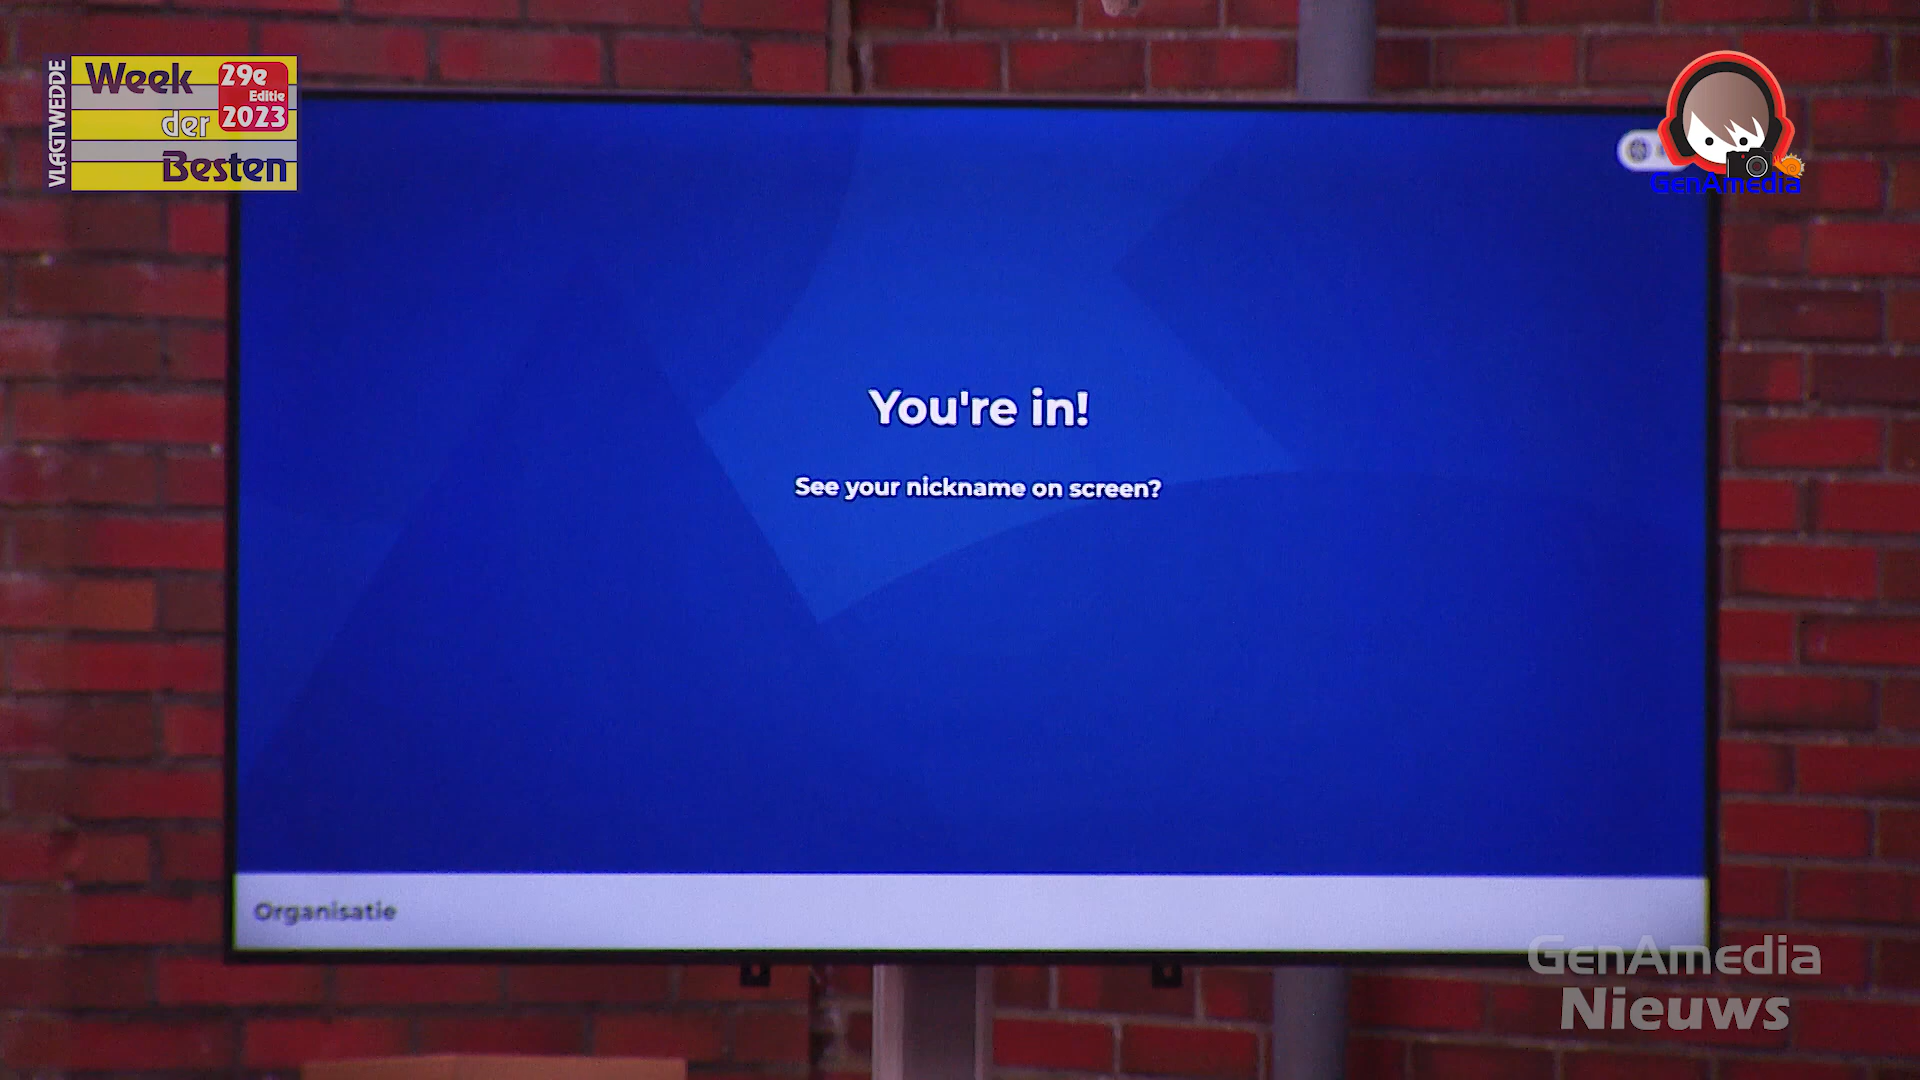 VLAGTWEDDE
Week
der
Besten
29e
Editie
2023
GenAmedia
You're in!
See your nickname on screen?
Organisatie
GenAmedia
Nieuws